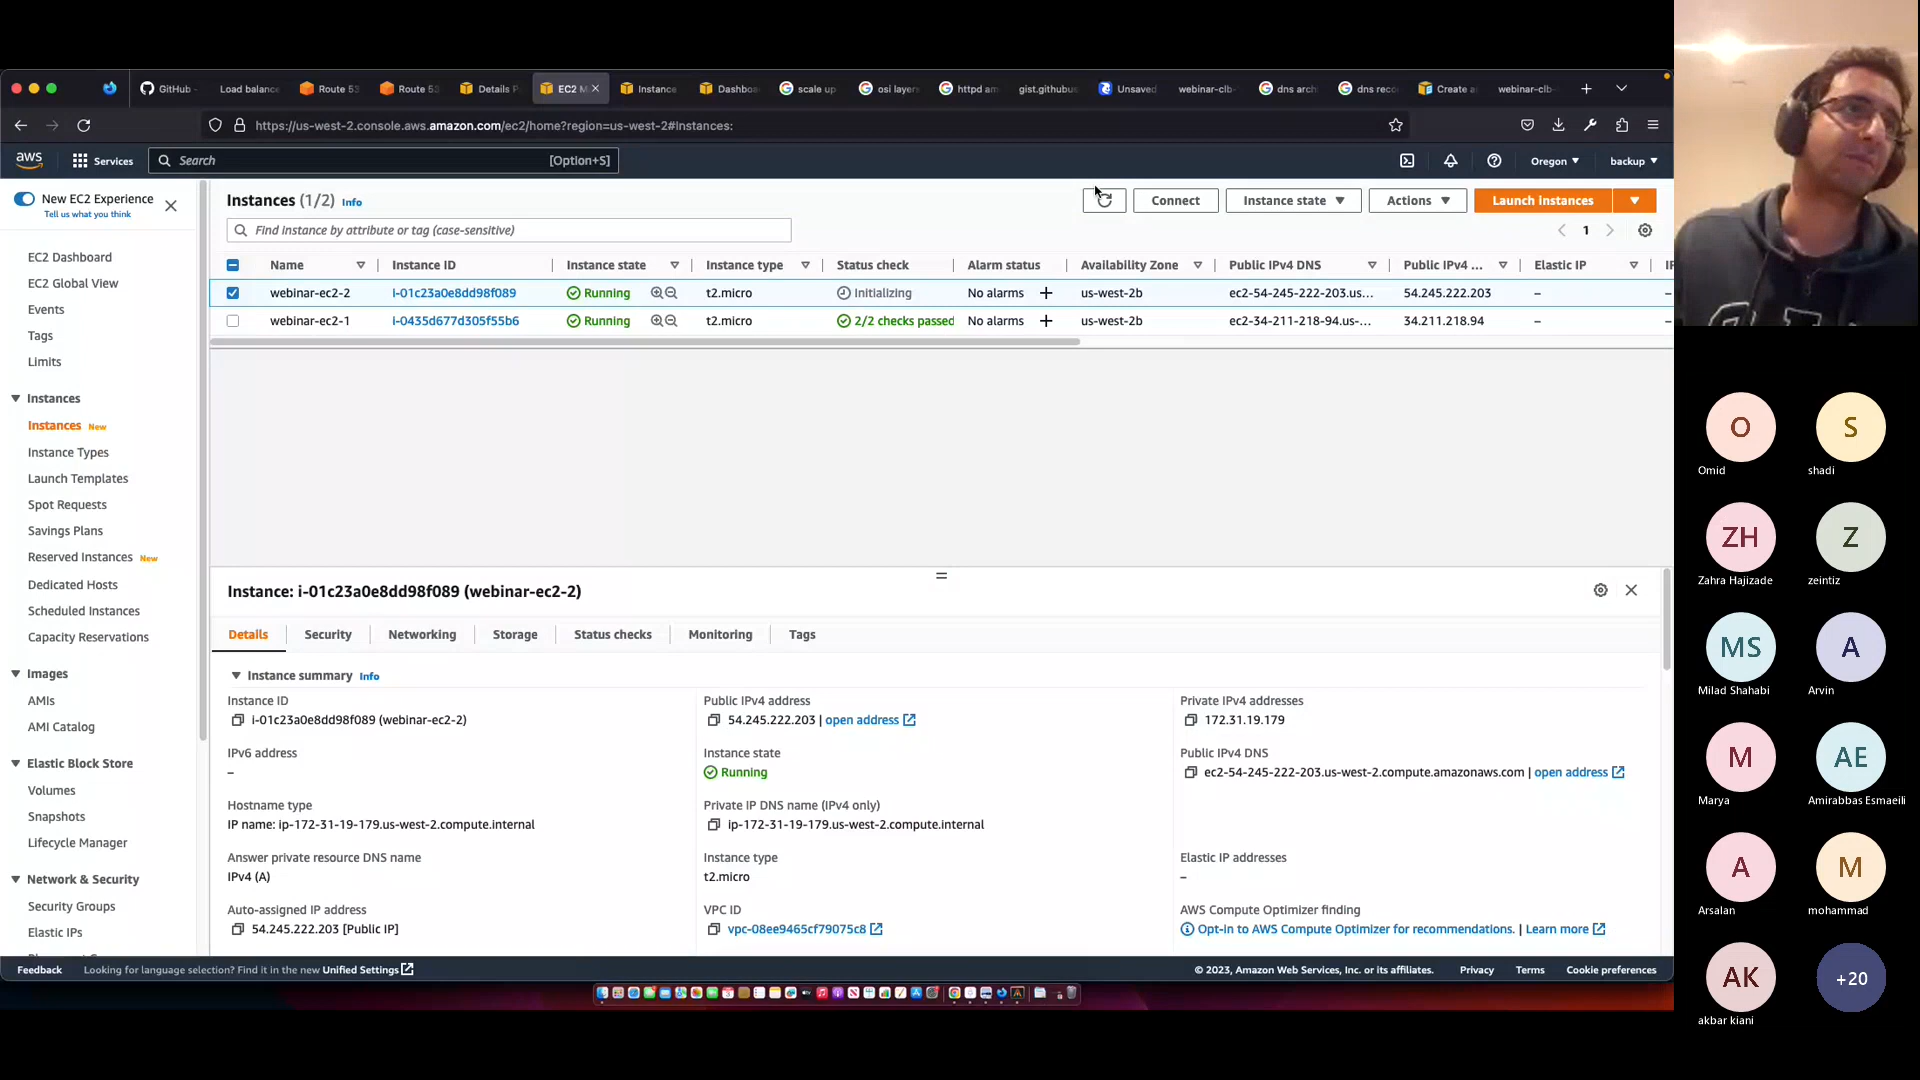 GitHub
Load balanc
Route 53
Route 53
Details
EC2 M
Instance
Dashbo
scale up
osi layer
httpd am
gist.githubus
Unsaved
webinar-clb-
dns arch
dns reco
Create a
webinar-clb-
https://us-west-2.console.aws.amazon.com/ec2/home?region=us-west-2#Instances:
aws
Services
Search
[Option+S]
Oregon
backup
New EC2 Experience
Tell us what you think
EC2 Dashboard
EC2 Global View
Events
Tags
Limits
Instances
Instances New
Instance Types
Launch Templates
Spot Requests
Savings Plans
Reserved Instances New
Dedicated Hosts
Scheduled Instances
Capacity Reservations
Images
AMIs
AMI Catalog
Elastic Block Store
Volumes
Snapshots
Lifecycle Manager
Network & Security
Security Groups
Elastic IPs
Instances (1/2) Info
Connect
Instance state
Actions
Launch instances
Find instance by attribute or tag (case-sensitive)
1
Name Instance ID Instance state Instance type Status check Alarm status Availability Zone Public IPv4 DNS Public IPv4 ... Elastic IP
webinar-ec2-2 i-01c23a0e8dd98f089 Running t2.micro Initializing No alarms + us-west-2b ec2-54-245-222-203.us... 54.245.222.203 –
webinar-ec2-1 i-0435d677d305f55b6 Running t2.micro 2/2 checks passed No alarms + us-west-2b ec2-34-211-218-94.us-... 34.211.218.94 –
Instance: i-01c23a0e8dd98f089 (webinar-ec2-2)
Details Security Networking Storage Status checks Monitoring Tags
Instance summary Info
Instance ID
i-01c23a0e8dd98f089 (webinar-ec2-2)
Public IPv4 address
54.245.222.203 | open address
Private IPv4 addresses
172.31.19.179
IPv6 address
–
Instance state
Running
Public IPv4 DNS
ec2-54-245-222-203.us-west-2.compute.amazonaws.com | open address
Hostname type
IP name: ip-172-31-19-179.us-west-2.compute.internal
Private IP DNS name (IPv4 only)
ip-172-31-19-179.us-west-2.compute.internal
Answer private resource DNS name
IPv4 (A)
Instance type
t2.micro
Elastic IP addresses
–
Auto-assigned IP address
54.245.222.203 [Public IP]
VPC ID
vpc-08ee9465cf79075c8
AWS Compute Optimizer finding
Opt-in to AWS Compute Optimizer for recommendations. | Learn more
Feedback
Looking for language selection? Find it in the new Unified Settings
© 2023, Amazon Web Services, Inc. or its affiliates.
Privacy
Terms
Cookie preferences
O
Omid
S
shadi
ZH
Zahra Hajizade
Z
zeintiz
MS
Milad Shahabi
A
Arvin
M
Marya
AE
Amirabbas Esmaeili
A
Arsalan
M
mohammad
AK
akbar kiani
+20